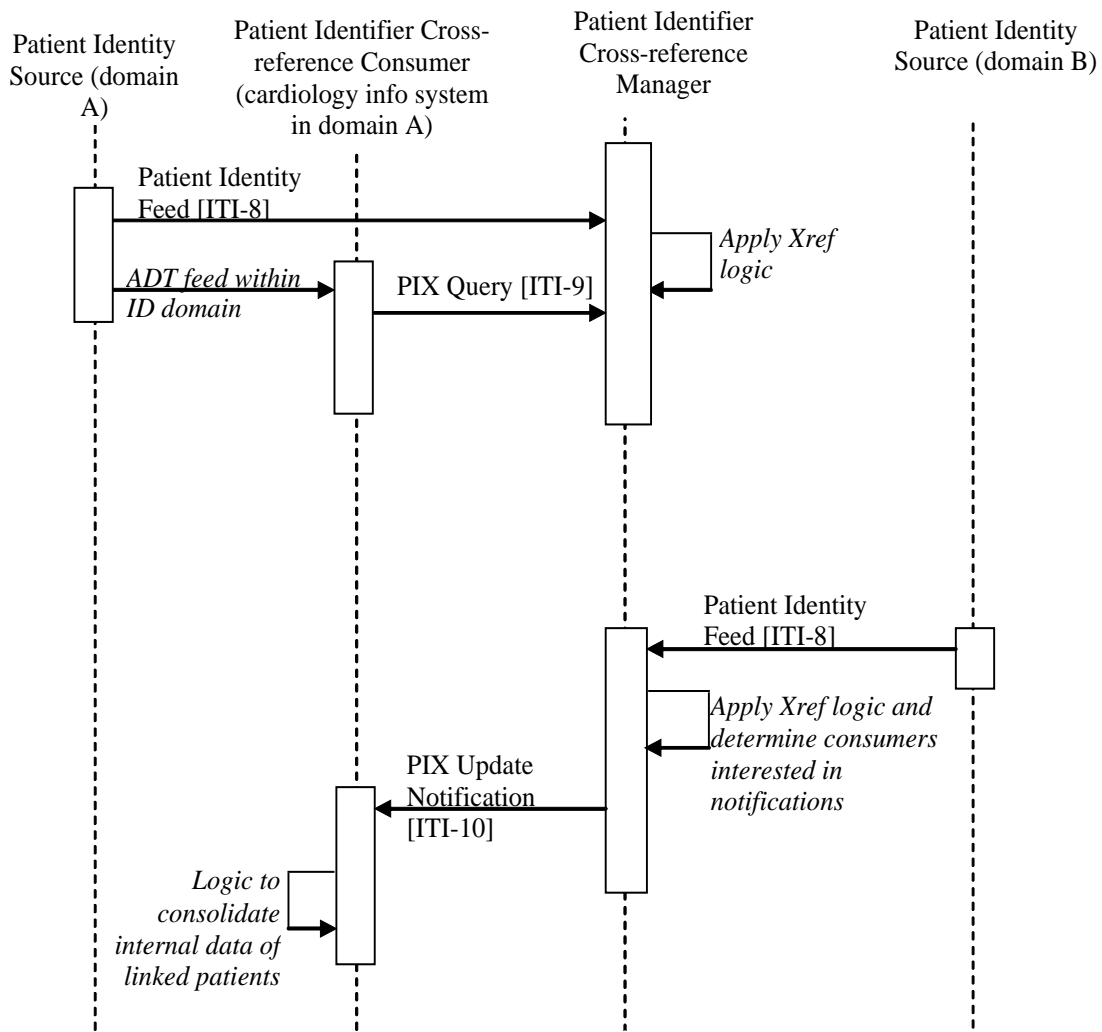 Patient Identity
Source (domain
A)
Patient Identifier Cross-
reference Consumer
(cardiology info system
in domain A)
Patient Identifier
Cross-reference
Manager
Patient Identity
Source (domain B)
Patient Identity
Feed [ITI-8]
Apply Xref
logic
ADT feed within
ID domain
PIX Query [ITI-9]
Patient Identity
Feed [ITI-8]
Apply Xref logic and
determine consumers
interested in
notifications
PIX Update
Notification
[ITI-10]
Logic to
consolidate
internal data of
linked patients